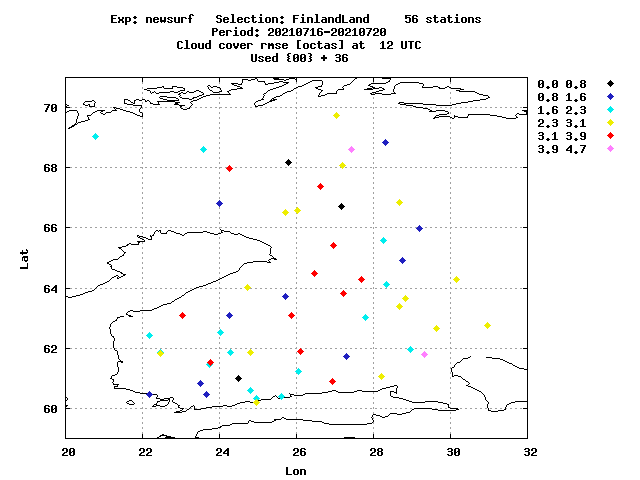 Exp: newsurf Selection: FinlandLand 56 stations
Period: 20210716-20210720
Cloud cover rmse [octas] at 12 UTC
Used {00} + 36
0.0 0.8
0.8 1.6
1.6 2.3
2.3 3.1
3.1 3.9
3.9 4.7
70
68
66
64
62
60
Lat
20 22 24 26 28 30 32
Lon